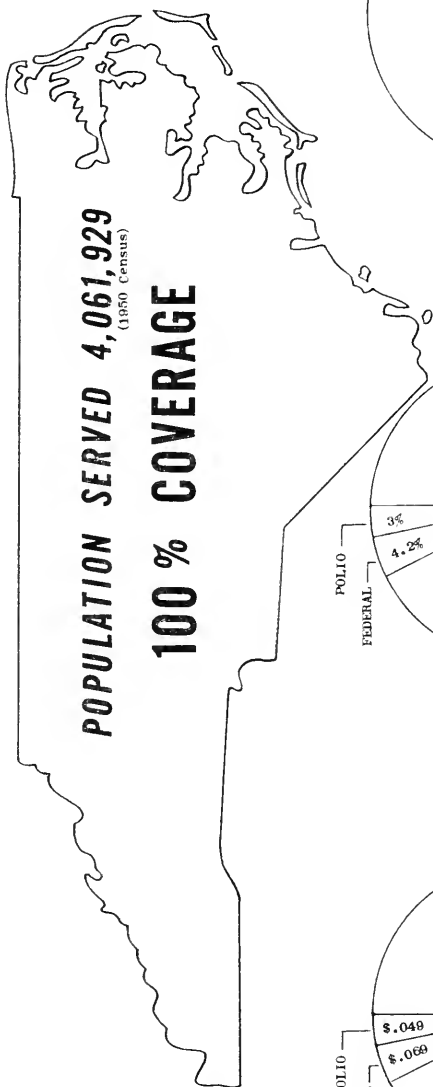 POPULATION SERVED 4,061,929
(1950 Census)
100 % COVERAGE
POLIO
FEDERAL
3%
4.2%
OLIO
$.049
$.069